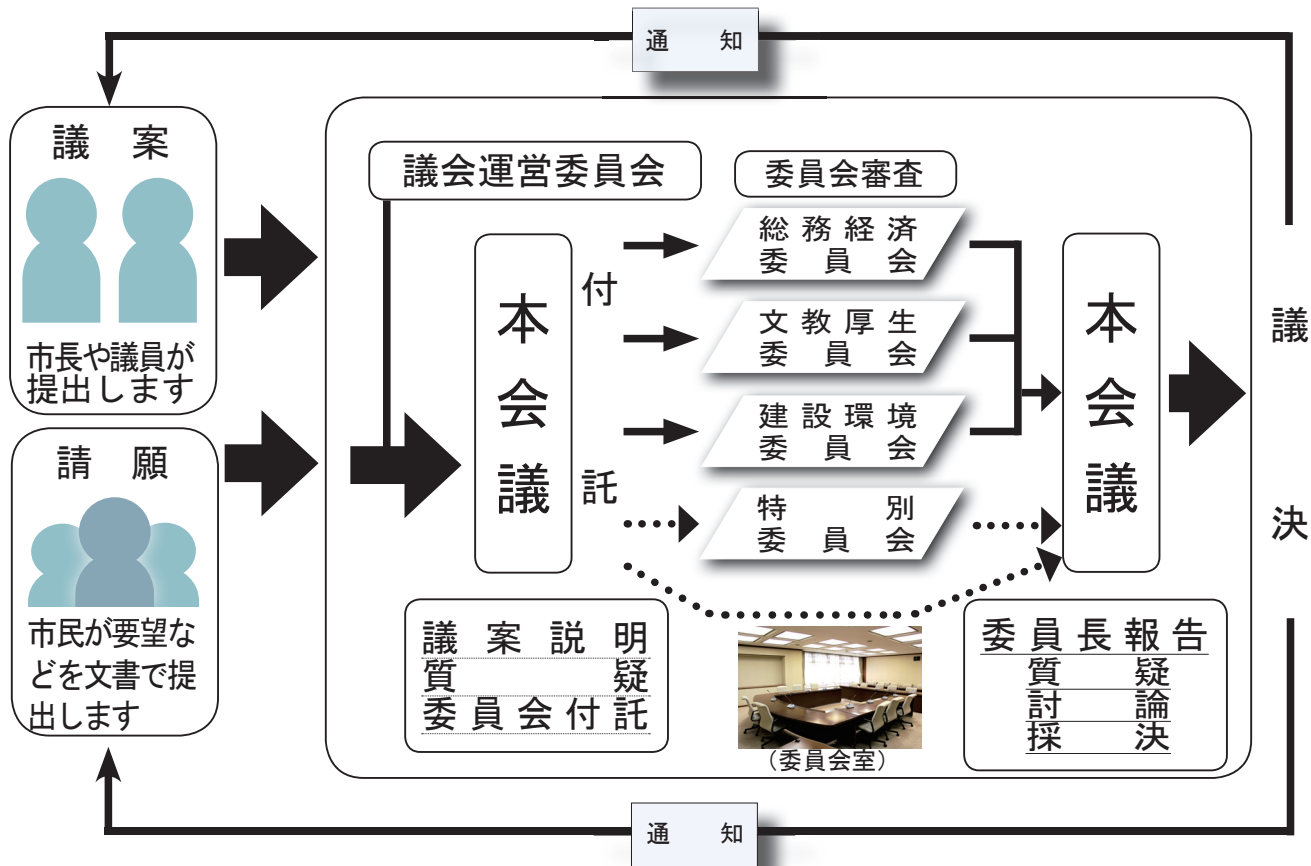 通知
議案
市長や議員が
提出します
請願
市民が要望な
どを文書で提
出します
議会運営委員会
本会議
付託
委員会審査
総務経済
委員会
文教厚生
委員会
建設環境
委員会
特別
委員会
本会議
議決
議案説明
質疑
委員会付託
（委員会室）
委員長報告
質疑
討論
採決
通知